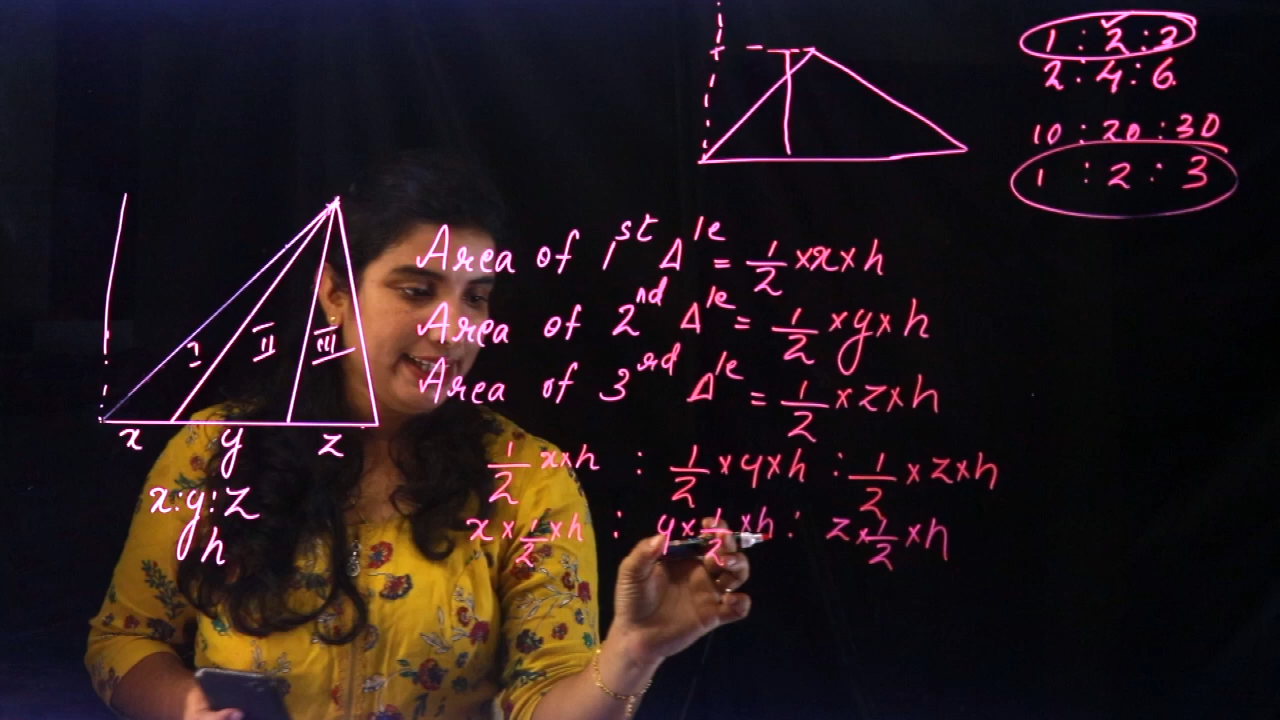 1 : 2 : 3
2 : 4 : 6
10 : 20 : 30
1 : 2 : 3
Area of 1st Δle = 1/2 × x × h
Area of 2nd Δle = 1/2 × y × h
Area of 3rd Δle = 1/2 × z × h
I II III
x y z
x : y : z
h
1/2 x × h : 1/2 × y × h : 1/2 × z × h
x × 1/2 × h : y × 1/2 × h : z × 1/2 × h